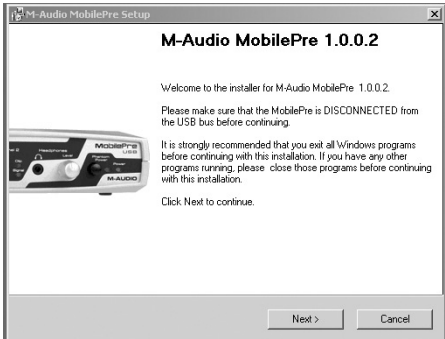 M-Audio MobilePre Setup
M-Audio MobilePre 1.0.0.2
Welcome to the installer for M-Audio MobilePre 1.0.0.2.
Please make sure that the MobilePre is DISCONNECTED from
the USB bus before continuing.
It is strongly recommended that you exit all Windows programs
before continuing with this installation. If you have any other
programs running, please close those programs before continuing
with this installation.
Click Next to continue.
MobilePre
USB
Headphones
Level
Phantom
Power
Power
Signal
M-AUDIO
Next >
Cancel